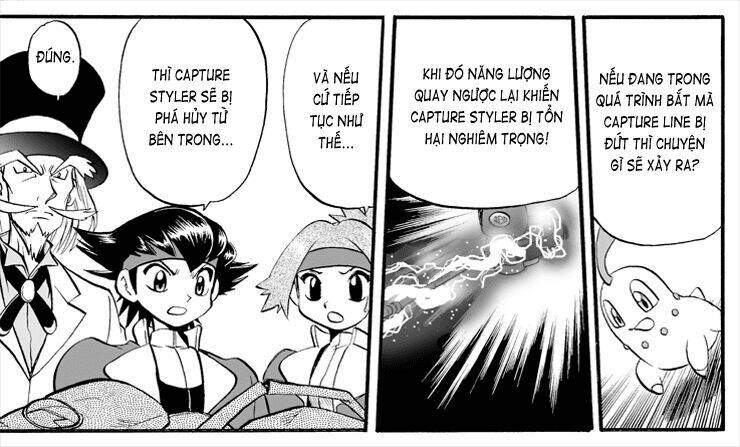 NẾU ĐANG TRONG
QUÁ TRÌNH BẮT MÀ
CAPTURE LINE BỊ
ĐỨT THÌ CHUYỆN
GÌ SẼ XẢY RA?
KHI ĐÓ NĂNG LƯỢNG
QUAY NGƯỢC LẠI KHIẾN
CAPTURE STYLER BỊ TỔN
HẠI NGHIÊM TRỌNG!
VÀ NẾU
CỨ TIẾP
TỤC NHƯ
THẾ...
THÌ CAPTURE
STYLER SẼ BỊ
PHÁ HỦY TỪ
BÊN TRONG...
ĐÚNG.